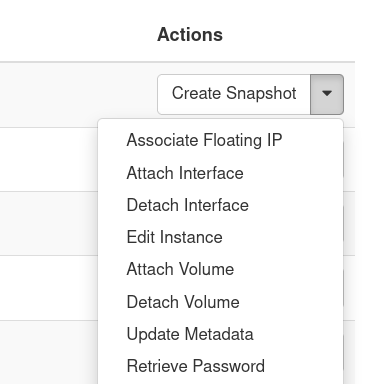 Actions
Create Snapshot
Associate Floating IP
Attach Interface
Detach Interface
Edit Instance
Attach Volume
Detach Volume
Update Metadata
Retrieve Password